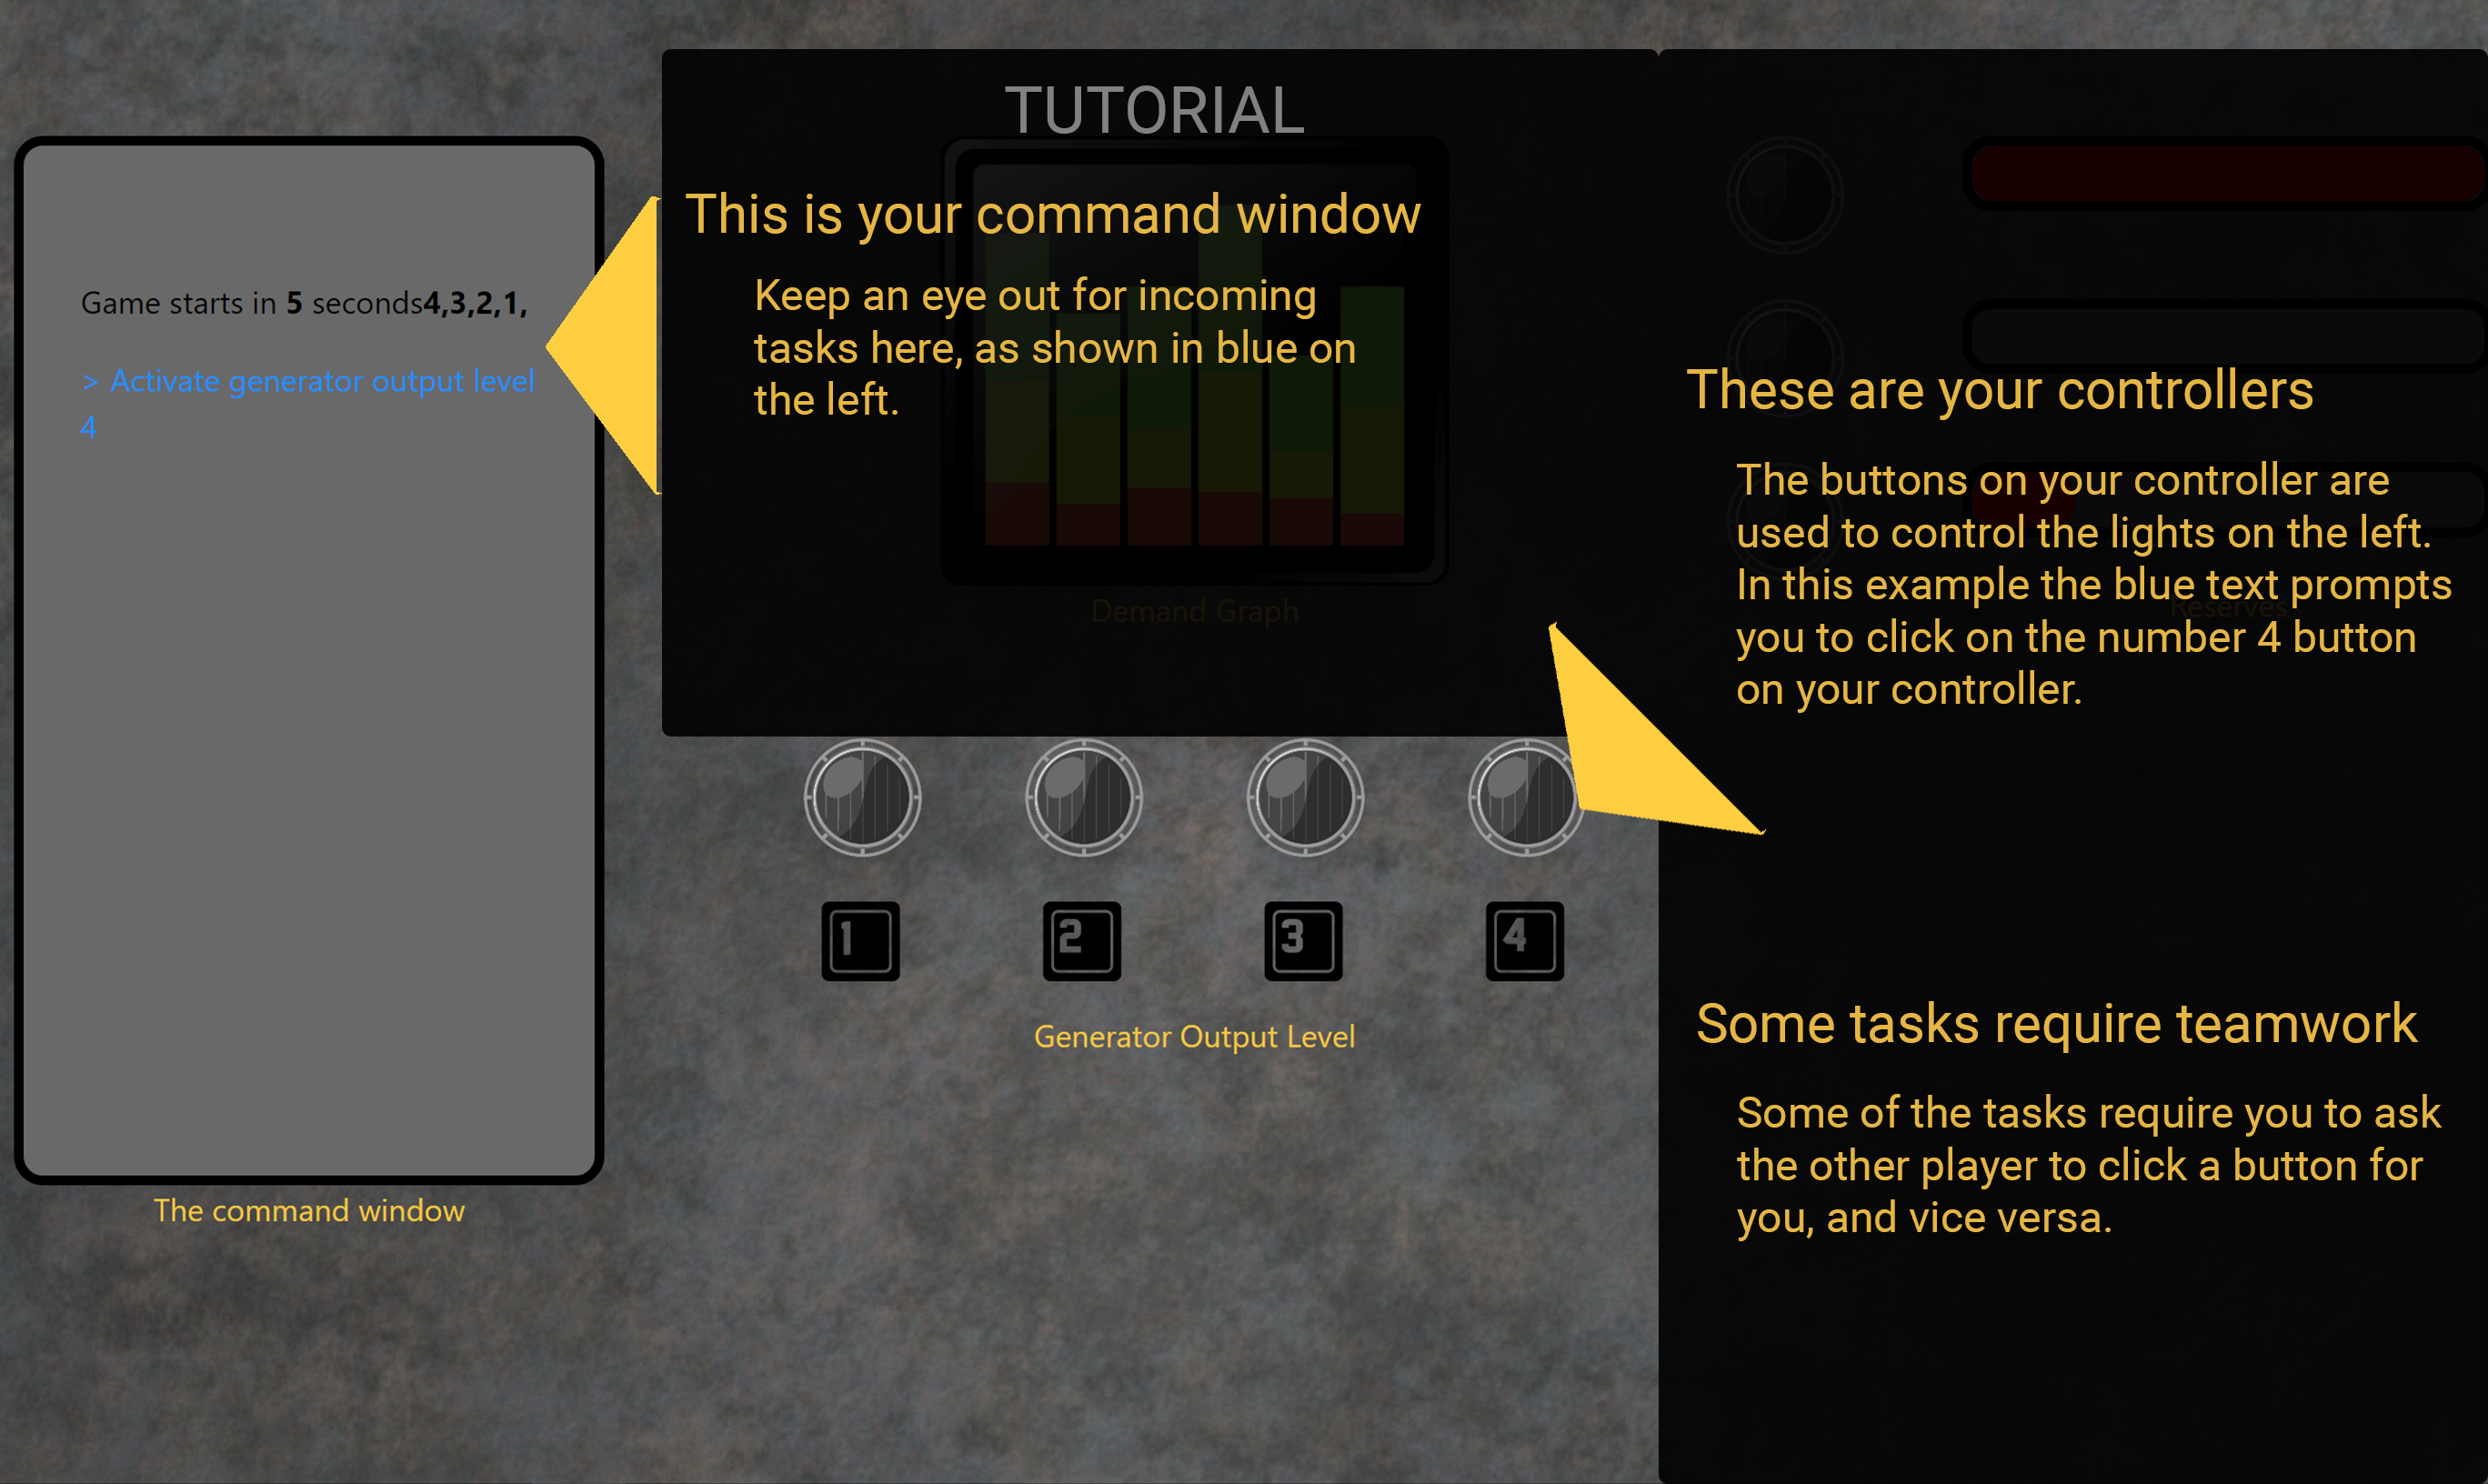 TUTORIAL
This is your command window
Keep an eye out for incoming
tasks here, as shown in blue on
the left.
Game starts in 5 seconds4,3,2,1,
> Activate generator output level
4
The command window
Demand Graph
1
2
3
4
Generator Output Level
These are your controllers
The buttons on your controller are
used to control the lights on the left.
In this example the blue text prompts
you to click on the number 4 button
on your controller.
Reserves
Some tasks require teamwork
Some of the tasks require you to ask
the other player to click a button for
you, and vice versa.